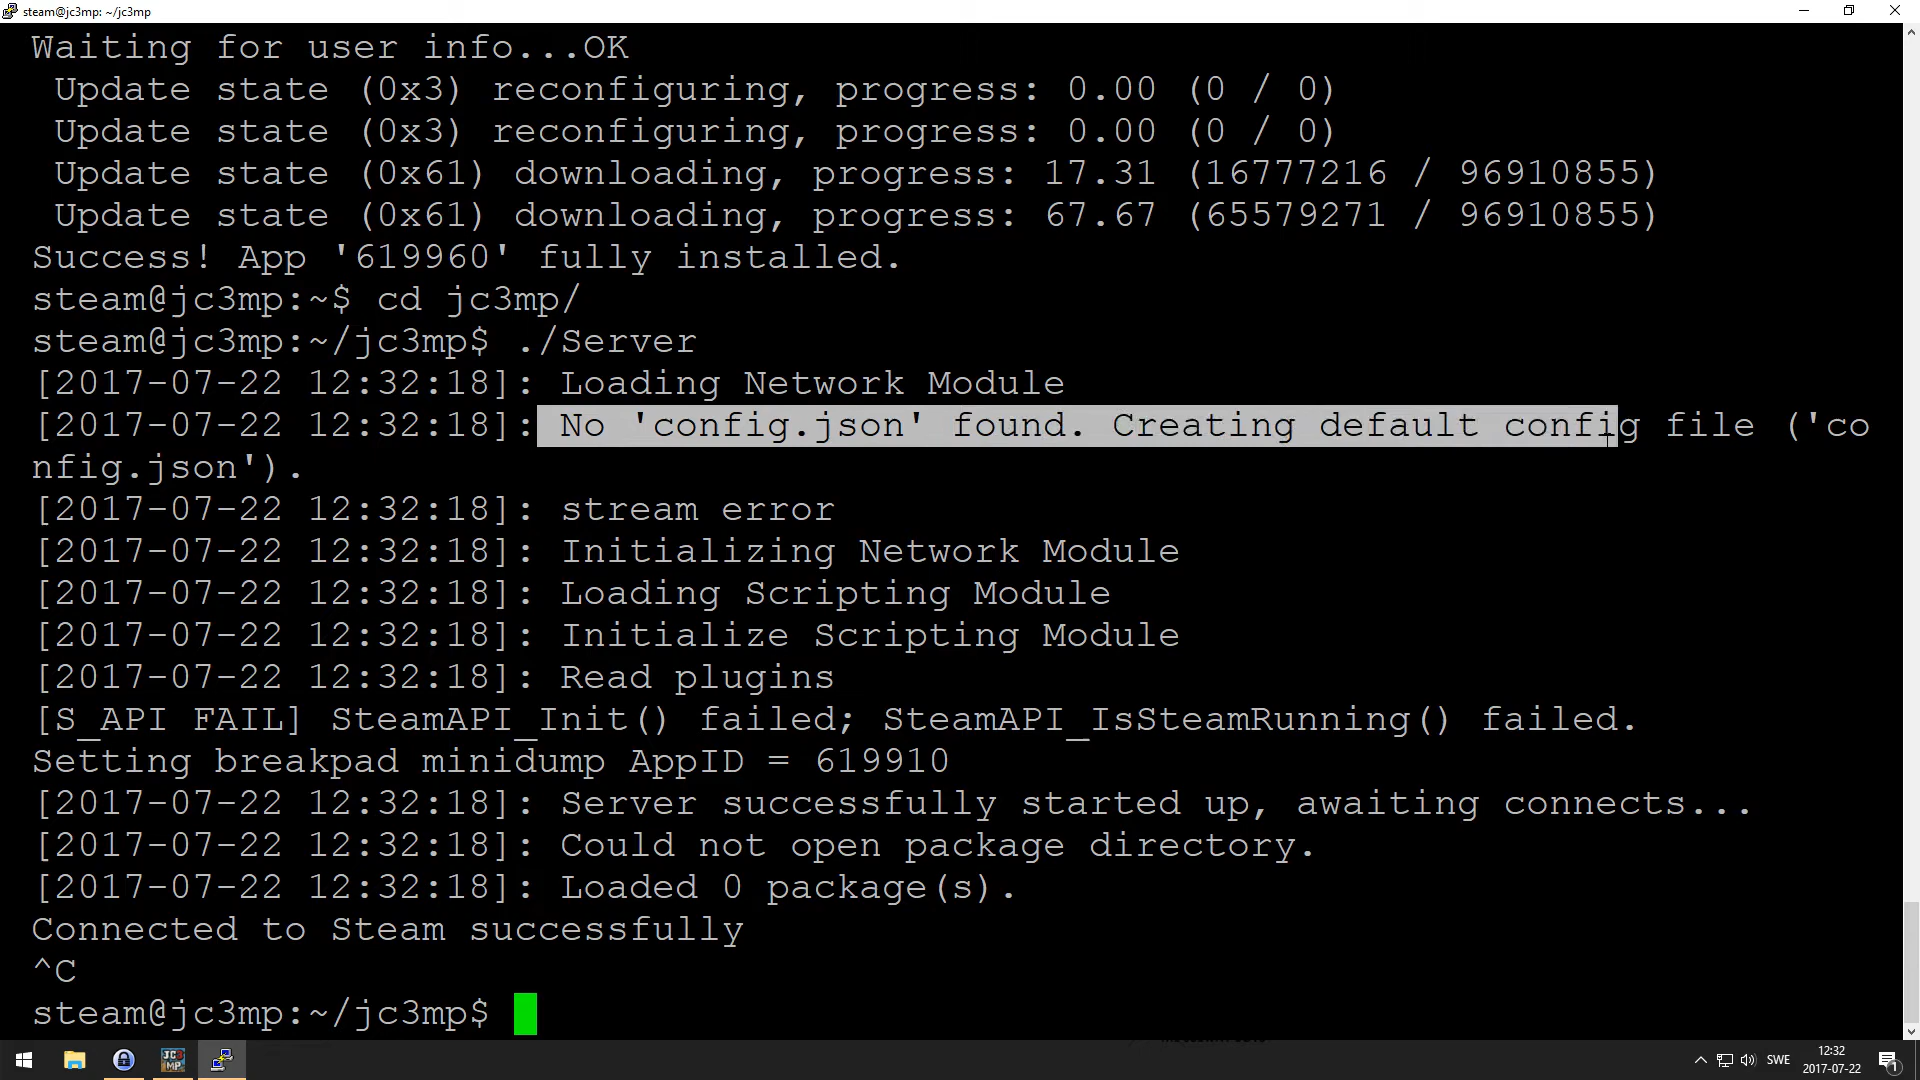 steam@jc3mp: ~/jc3mp
Waiting for user info...OK
 Update state (0x3) reconfiguring, progress: 0.00 (0 / 0)
 Update state (0x3) reconfiguring, progress: 0.00 (0 / 0)
 Update state (0x61) downloading, progress: 17.31 (16777216 / 96910855)
 Update state (0x61) downloading, progress: 67.67 (65579271 / 96910855)
Success! App '619960' fully installed.
steam@jc3mp:~$ cd jc3mp/
steam@jc3mp:~/jc3mp$ ./Server
[2017-07-22 12:32:18]: Loading Network Module
[2017-07-22 12:32:18]: No 'config.json' found. Creating default config file ('co
nfig.json').
[2017-07-22 12:32:18]: stream error
[2017-07-22 12:32:18]: Initializing Network Module
[2017-07-22 12:32:18]: Loading Scripting Module
[2017-07-22 12:32:18]: Initialize Scripting Module
[2017-07-22 12:32:18]: Read plugins
[S_API FAIL] SteamAPI_Init() failed; SteamAPI_IsSteamRunning() failed.
Setting breakpad minidump AppID = 619910
[2017-07-22 12:32:18]: Server successfully started up, awaiting connects...
[2017-07-22 12:32:18]: Could not open package directory.
[2017-07-22 12:32:18]: Loaded 0 package(s).
Connected to Steam successfully
^C
steam@jc3mp:~/jc3mp$
JC3
MP
SWE
12:32
2017-07-22
1